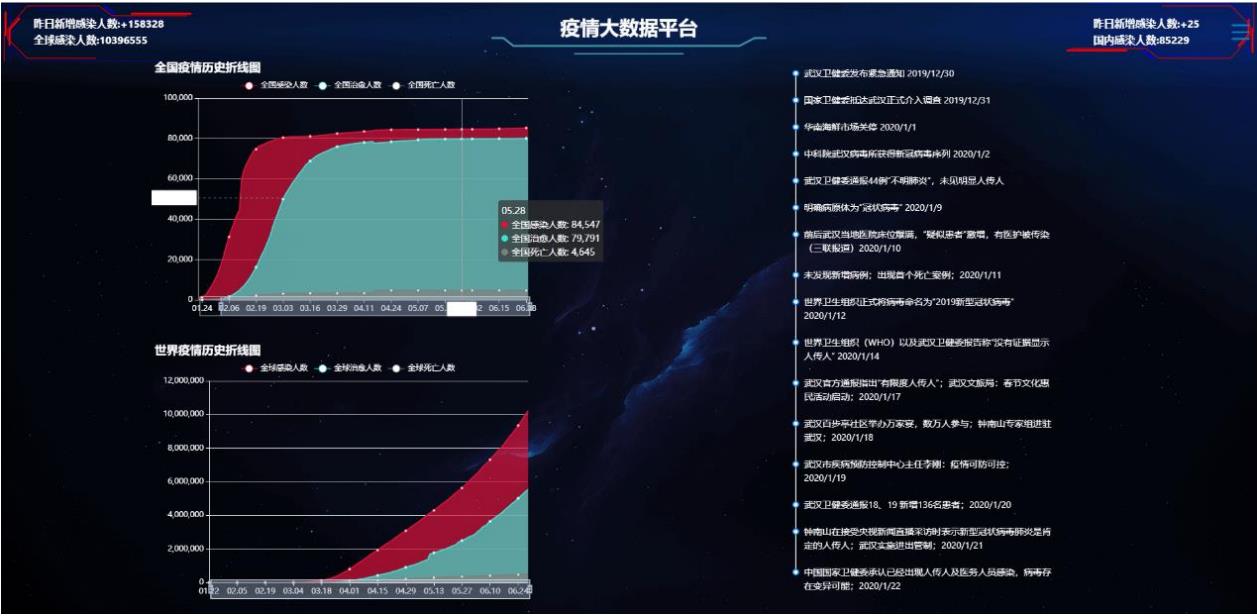 昨日新增感染人数:+158328
全球感染人数:10396555
疫情大数据平台
昨日新增感染人数:+25
国内感染人数:85229
全国疫情历史折线图
全国感染人数 全国治愈人数 全国死亡人数
100,000
80,000
60,000
40,000
20,000
0
05.28
全国感染人数: 84,547
全国治愈人数: 79,791
全国死亡人数: 4,645
01.24 02.06 02.19 03.03 03.16 03.29 04.11 04.24 05.07 06.15
世界疫情历史折线图
全球感染人数 全球治愈人数 全球死亡人数
12,000,000
10,000,000
8,000,000
6,000,000
4,000,000
2,000,000
0
01.22 02.05 02.19 03.04 03.18 04.01 04.15 04.29 05.13 05.27 06.10 06.24
武汉卫健委发布紧急通知 2019/12/30
国家卫健委抵达武汉正式介入调查 2019/12/31
华南海鲜市场关停 2020/1/1
中科院武汉病毒所获得新冠病毒序列 2020/1/2
武汉卫健委通报44例“不明肺炎”，未见明显人传人
明确病原体为“冠状病毒” 2020/1/9
前后武汉当地医院床位爆满，“疑似患者”激增，有医护被传染
（三联报道）2020/1/10
未发现新增病例；出现首个死亡案例；2020/1/11
世界卫生组织正式将病毒命名为“2019新型冠状病毒”
2020/1/12
世界卫生组织（WHO）以及武汉卫健委报告称“没有证据显示
人传人” 2020/1/14
武汉官方通报指出“有限度人传人”；武汉文旅局：春节文化惠
民活动启动；2020/1/17
武汉百步亭社区举办万家宴，数万人参与；钟南山专家组进驻
武汉；2020/1/18
武汉市疾病预防控制中心主任李刚：疫情可防可控；
2020/1/19
武汉卫健委通报18、19 新增136名患者；2020/1/20
钟南山在接受央视新闻直播采访时表示新型冠状病毒肺炎是肯
定的人传人；武汉实施进出管制；2020/1/21
中国国家卫健委承认已经出现人传人及医务人员感染，病毒存
在变异可能；2020/1/22